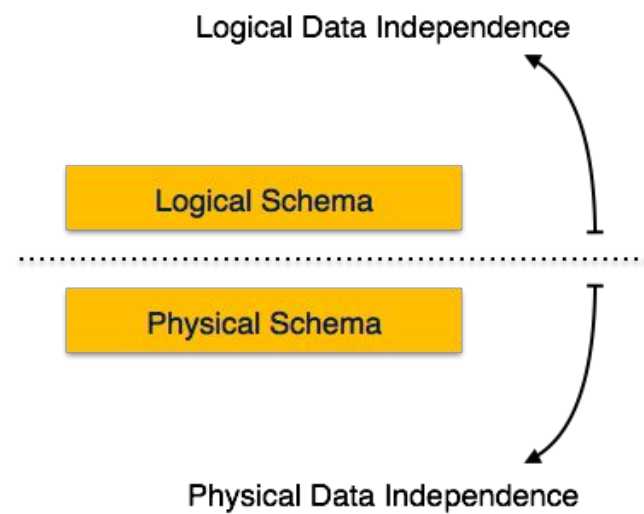 Logical Data Independence
Logical Schema
Physical Schema
Physical Data Independence